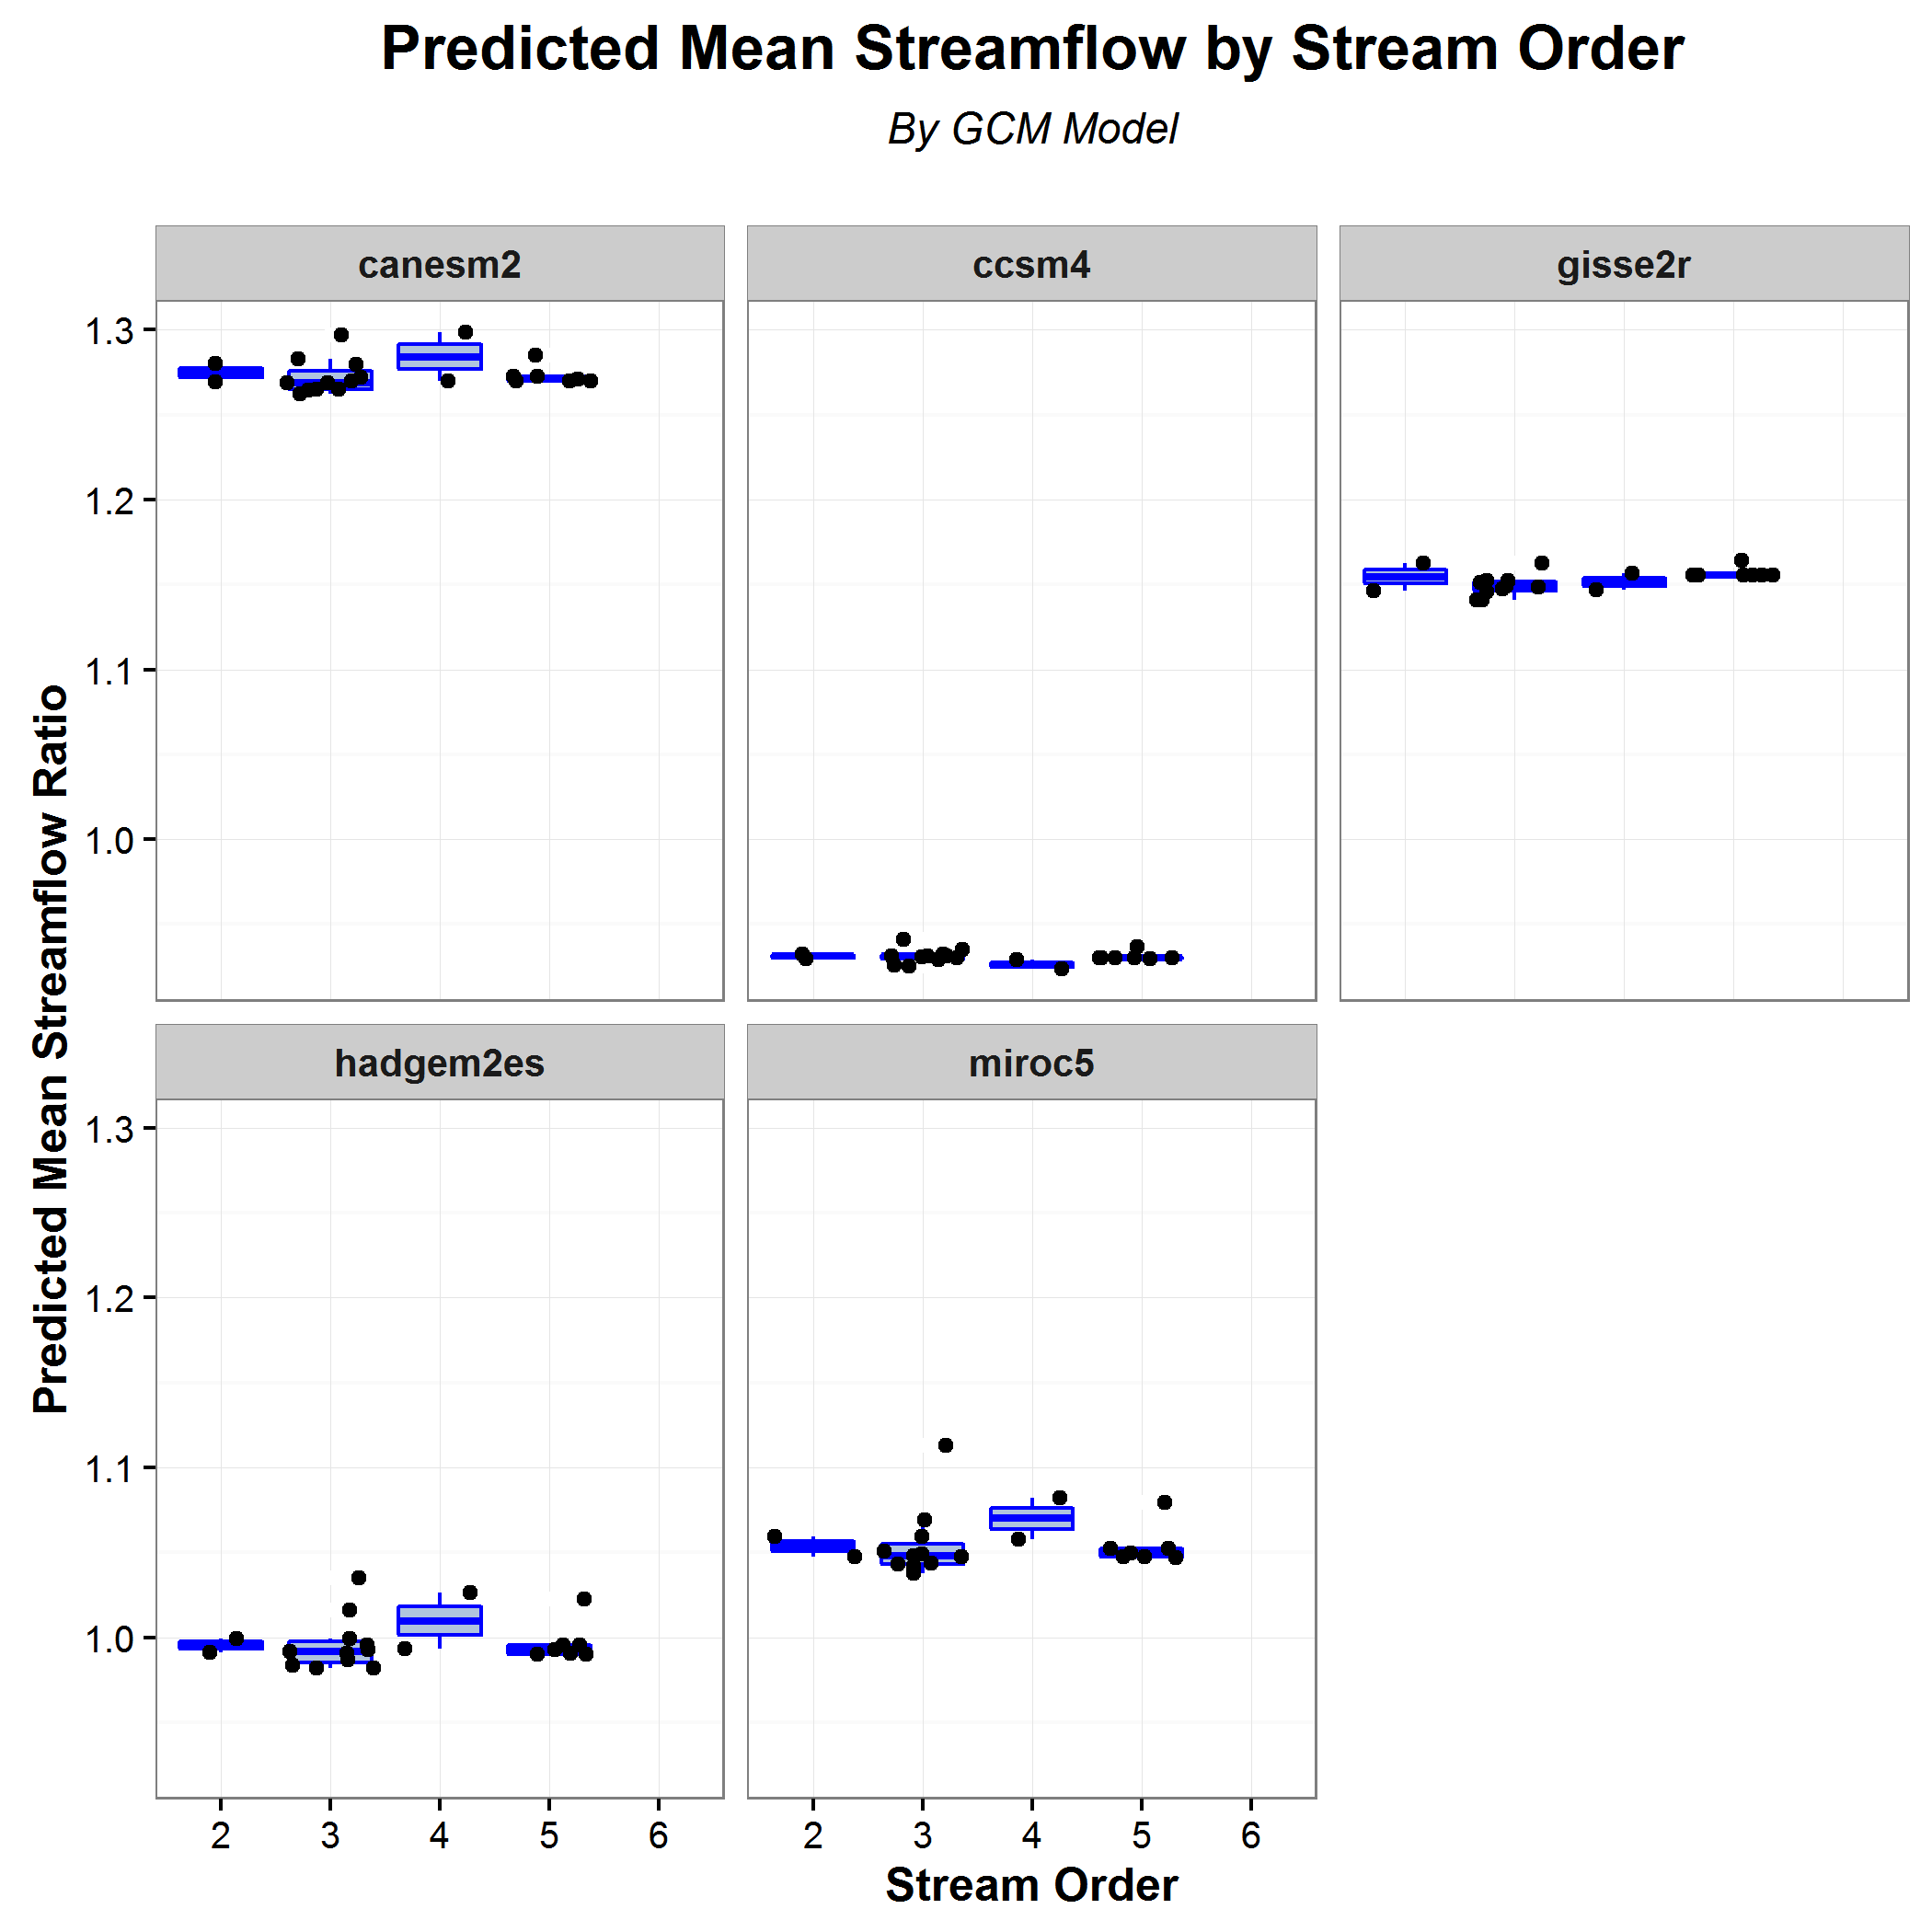 Predicted Mean Streamflow by Stream Order
By GCM Model
canesm2
ccsm4
gisse2r
1.3
1.2
1.1
1.0
hadgem2es
miroc5
1.3
1.2
1.1
1.0
Predicted Mean Streamflow Ratio
2 3 4 5 6
2 3 4 5 6
Stream Order